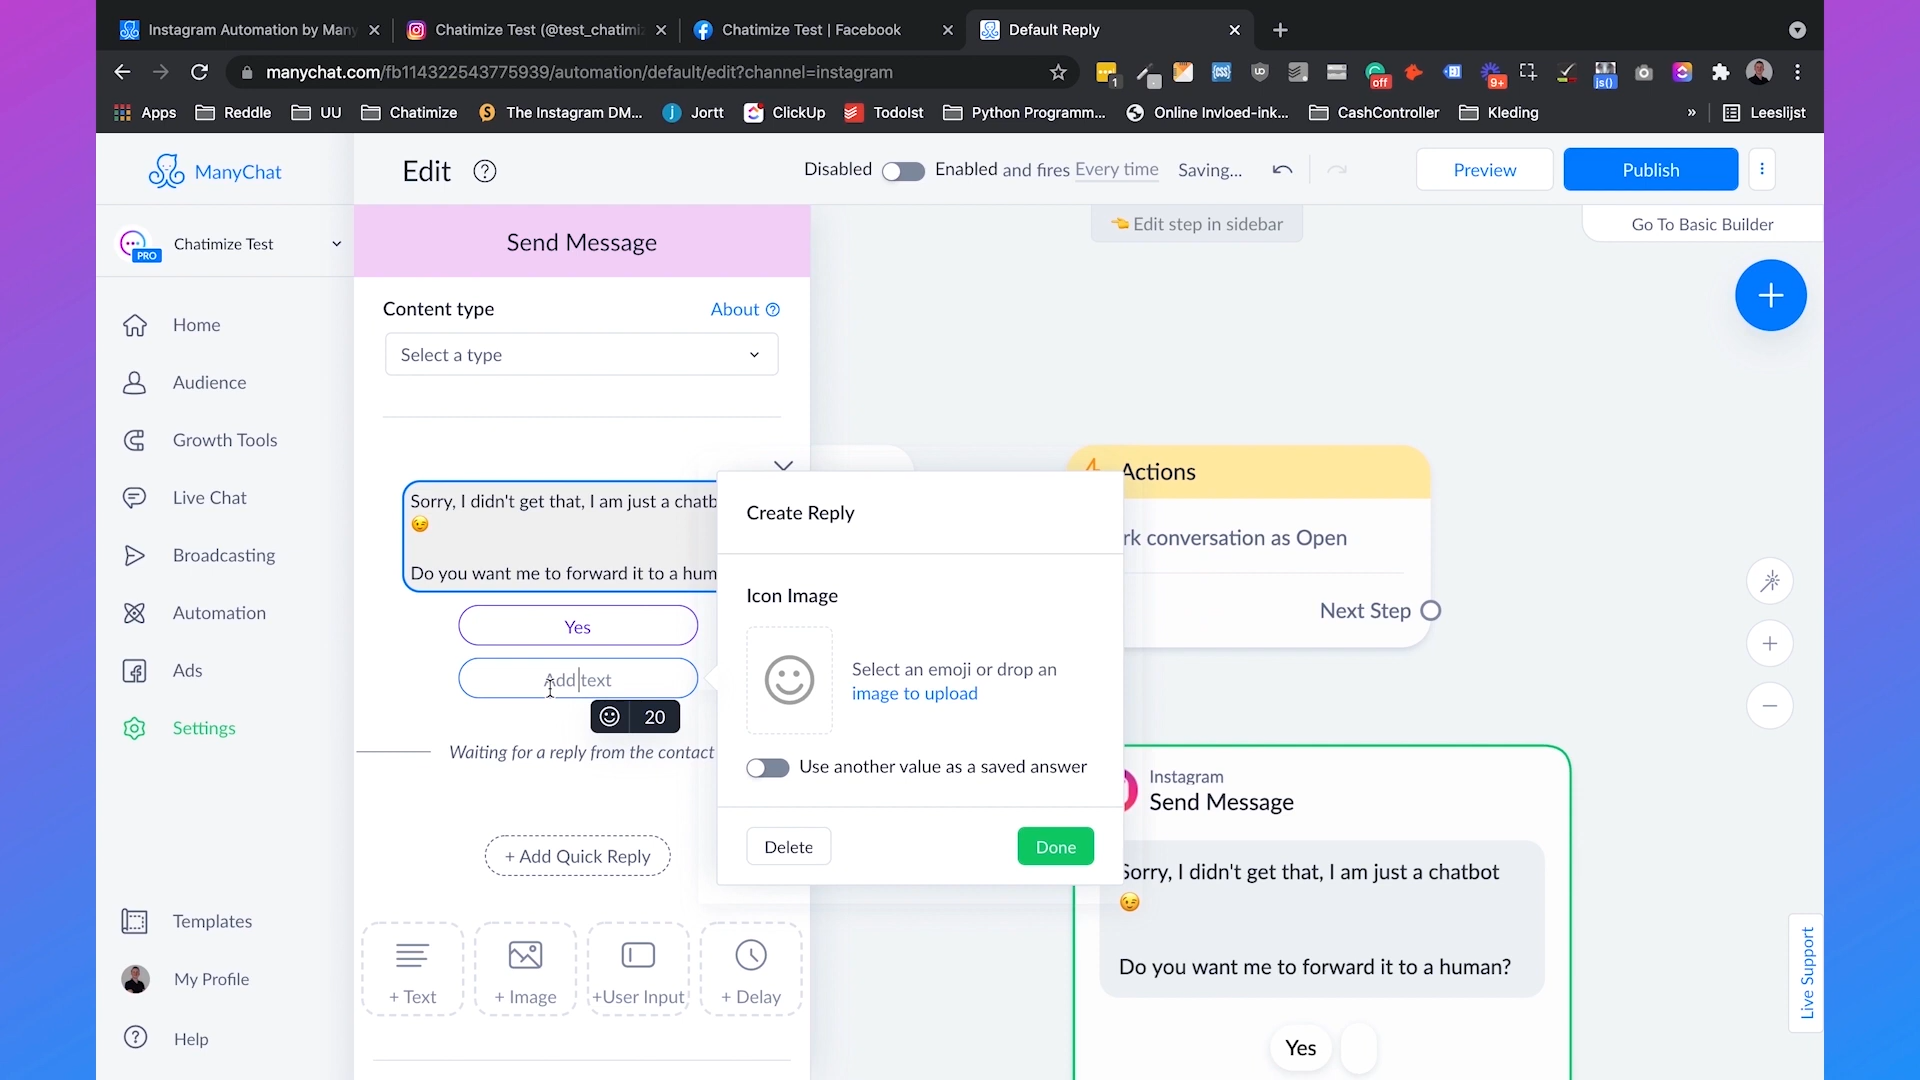 Instagram Automation by Many
Chatimize Test (@test_chatimiz
Chatimize Test | Facebook
Default Reply
manychat.com/fb114322543775939/automation/default/edit?channel=instagram
1
off
9+
js()
Apps
Reddle
UU
Chatimize
The Instagram DM...
Jortt
ClickUp
TodoIst
Python Programm...
Online Invloed-ink...
CashController
Kleding
»
Leeslijst
ManyChat
Edit
Disabled
Enabled and fires Every time
Saving...
Preview
Publish
Chatimize Test
PRO
Send Message
Edit step in sidebar
Go To Basic Builder
Home
Audience
Growth Tools
Live Chat
Broadcasting
Automation
Ads
Settings
Templates
My Profile
Help
Content type
About
Select a type
Sorry, I didn't get that, I am just a chatb
😉
Do you want me to forward it to a hum
Yes
Add text
20
Waiting for a reply from the contact
+ Add Quick Reply
+ Text
+ Image
+User Input
+ Delay
Create Reply
Icon Image
Select an emoji or drop an
image to upload
Use another value as a saved answer
Delete
Done
Actions
rk conversation as Open
Next Step
Instagram
Send Message
Sorry, I didn't get that, I am just a chatbot
😉
Do you want me to forward it to a human?
Yes
Live Support